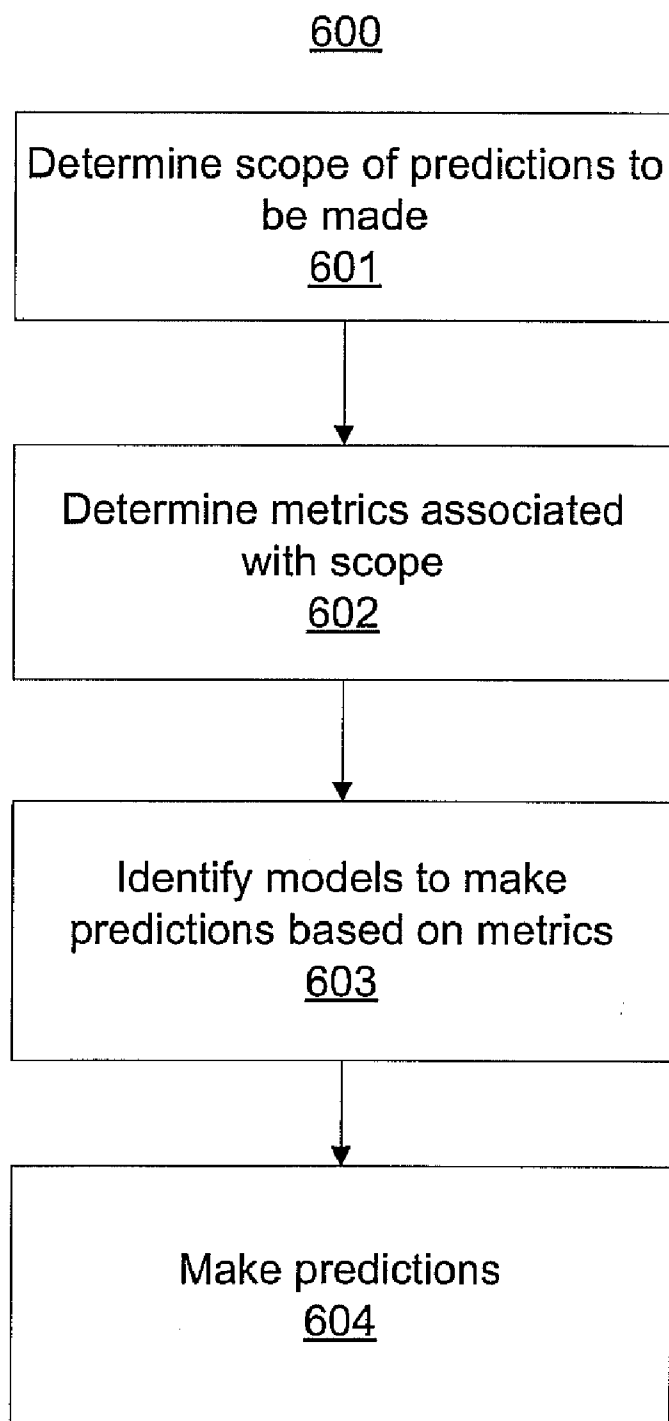 600
Determine scope of predictions to
be made
601
Determine metrics associated
with scope
602
Identify models to make
predictions based on metrics
603
Make predictions
604